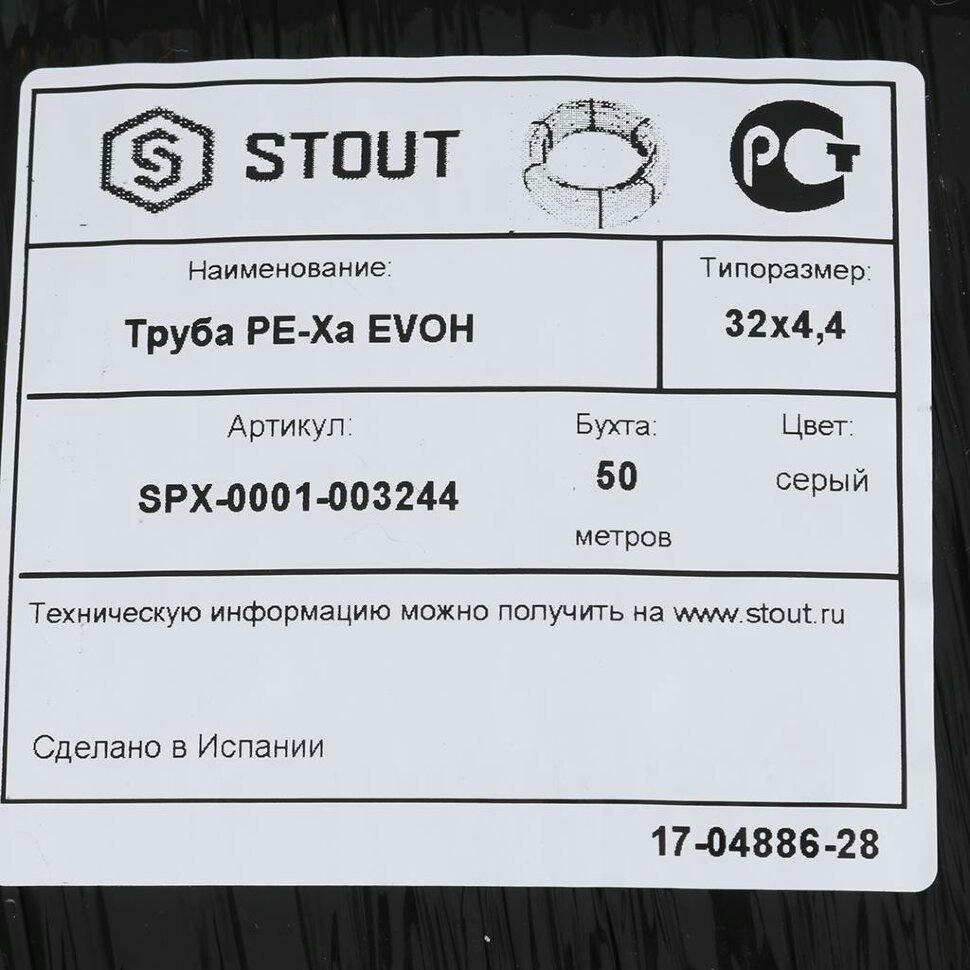 STOUT
РСТ
Наименование:
Труба PE-Xa EVOH
Типоразмер:
32x4,4
Артикул:
SPX-0001-003244
Бухта:
50
метров
Цвет:
серый
Техническую информацию можно получить на www.stout.ru
Сделано в Испании
17-04886-28